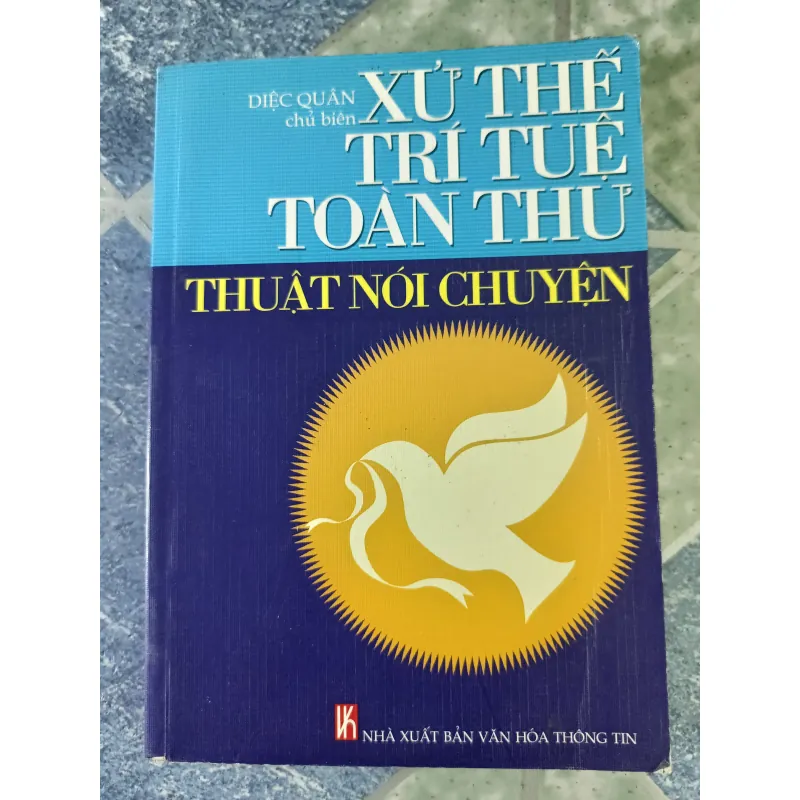 DIỆC QUÂN
chủ biên
XỬ THẾ
TRÍ TUỆ
TOÀN THƯ
THUẬT NÓI CHUYỆN
NHÀ XUẤT BẢN VĂN HÓA THÔNG TIN